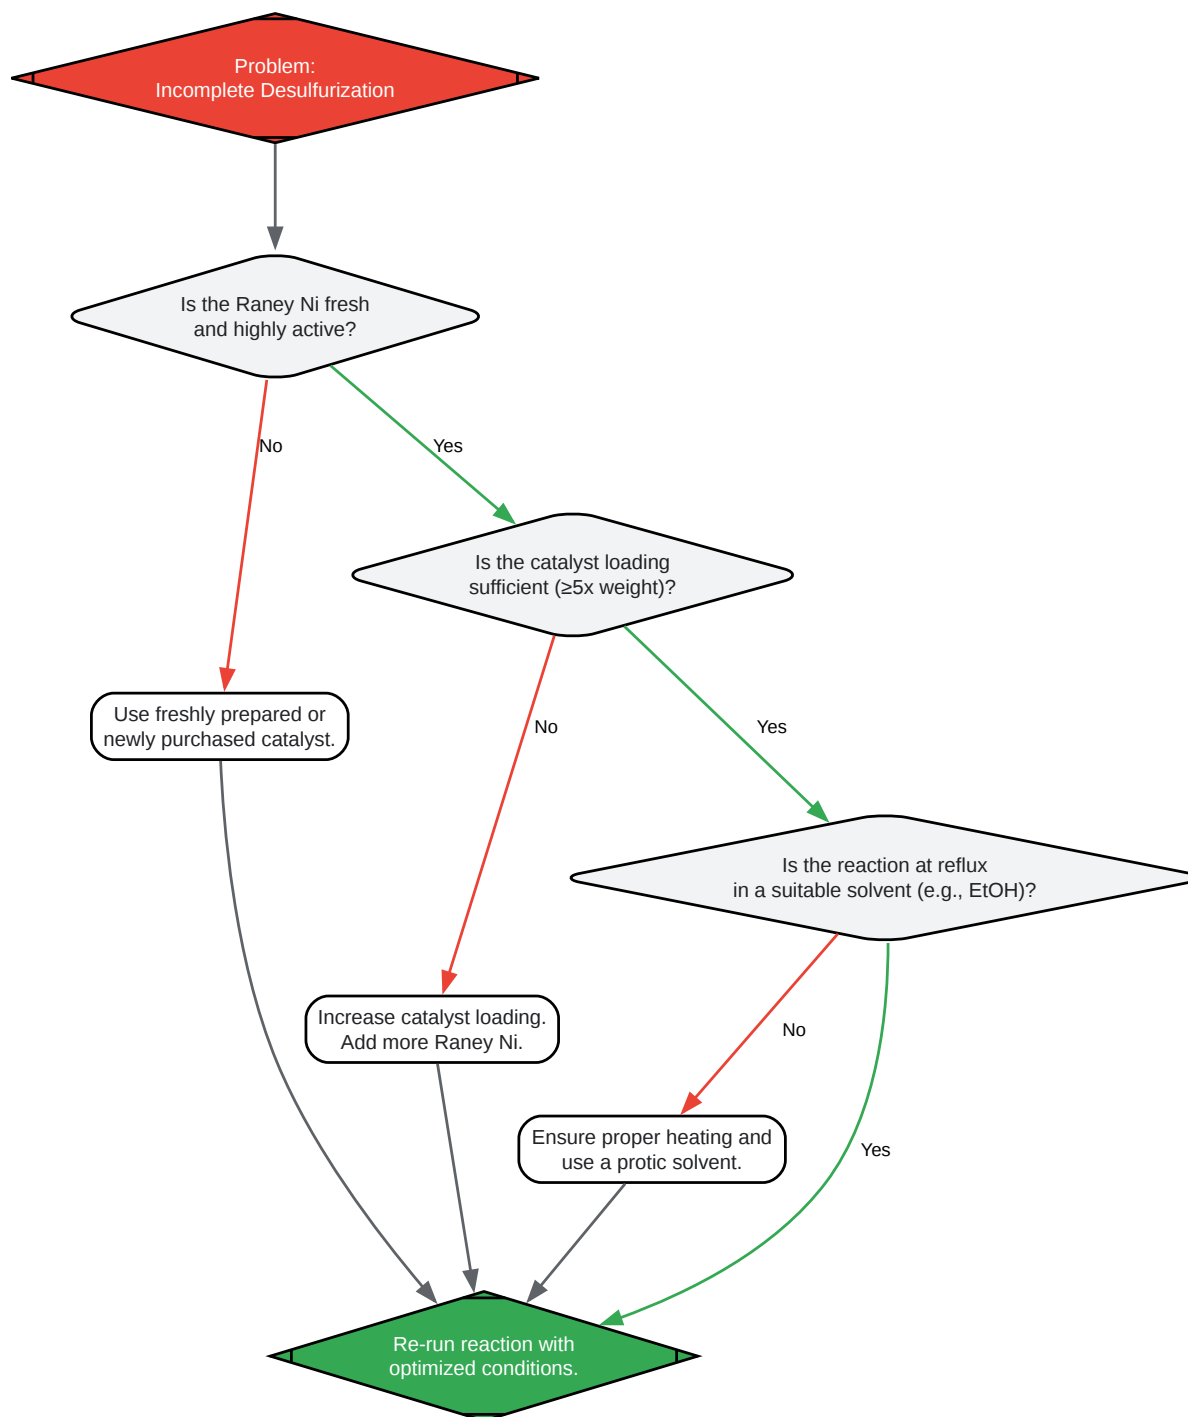 Problem:
Incomplete Desulfurization
Is the Raney Ni fresh
and highly active?
No
Yes
Is the catalyst loading
sufficient (≥5x weight)?
Use freshly prepared or
newly purchased catalyst.
No
Yes
Is the reaction at reflux
in a suitable solvent (e.g., EtOH)?
Increase catalyst loading.
Add more Raney Ni.
No
Ensure proper heating and
use a protic solvent.
Yes
Re-run reaction with
optimized conditions.